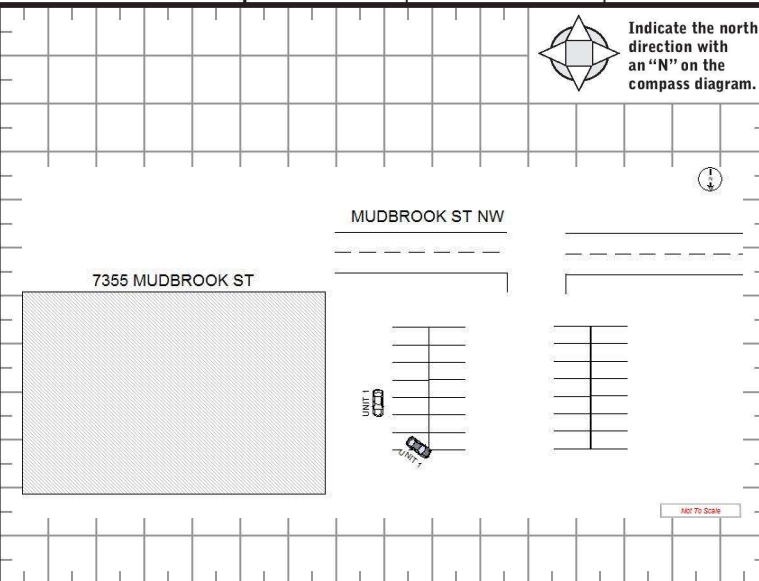 Indicate the north
direction with
an “N” on the
compass diagram.
N
MUDBROOK ST NW
7355 MUDBROOK ST
UNIT 1
UNIT 1
Not To Scale